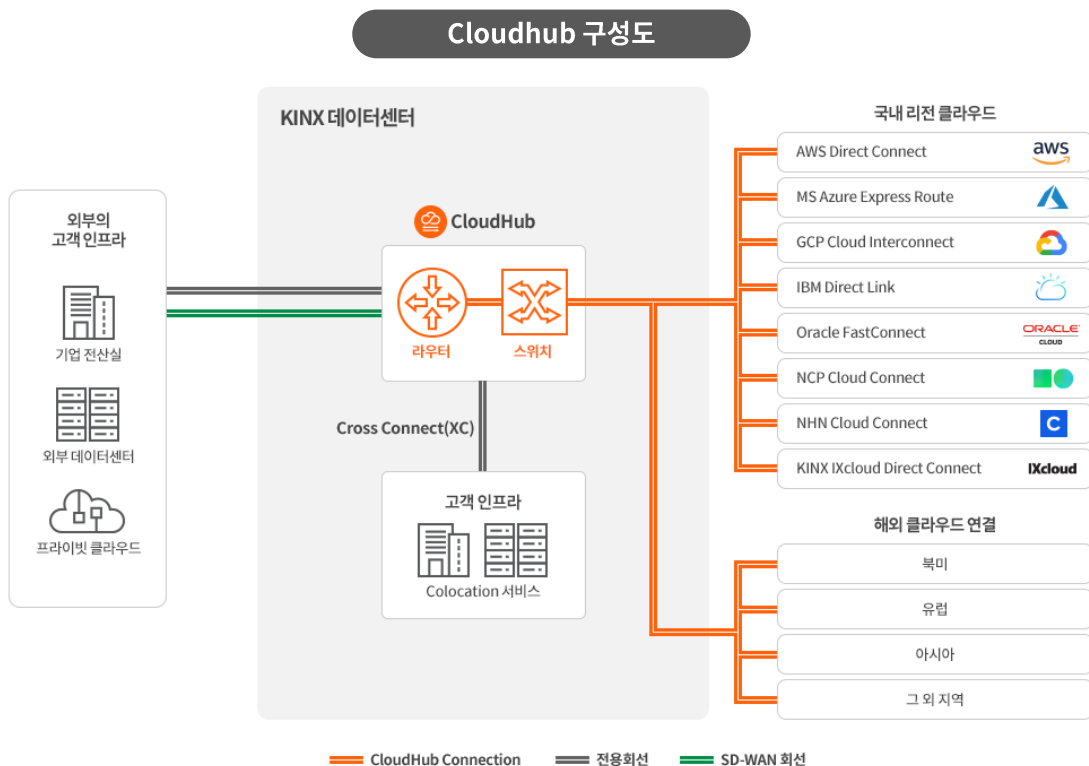 Cloudhub 구성도
KINX 데이터센터
외부의
고객 인프라
기업 전산실
외부 데이터센터
프라이빗 클라우드
CloudHub
라우터
스위치
Cross Connect(XC)
고객 인프라
Colocation 서비스
국내 리전 클라우드
AWS Direct Connect
aws
MS Azure Express Route
GCP Cloud Interconnect
IBM Direct Link
Oracle FastConnect
ORACLE
CLOUD
NCP Cloud Connect
NHN Cloud Connect
C
KINX IXcloud Direct Connect
IXcloud
해외 클라우드 연결
북미
유럽
아시아
그 외 지역
CloudHub Connection
전용회선
SD-WAN 회선